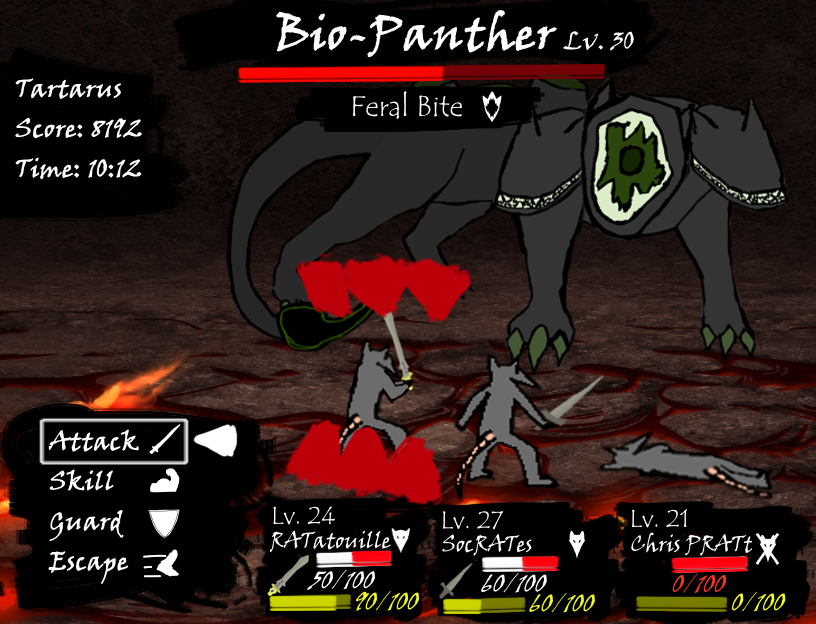 Bio-Panther Lv. 30
Feral Bite
Tartarus
Score: 8192
Time: 10:12
Attack
Skill
Guard
Escape
Lv. 24
RATatouille
50/100
90/100
Lv. 27
SocRATes
60/100
60/100
Lv. 21
Chris PRATt
0/100
0/100